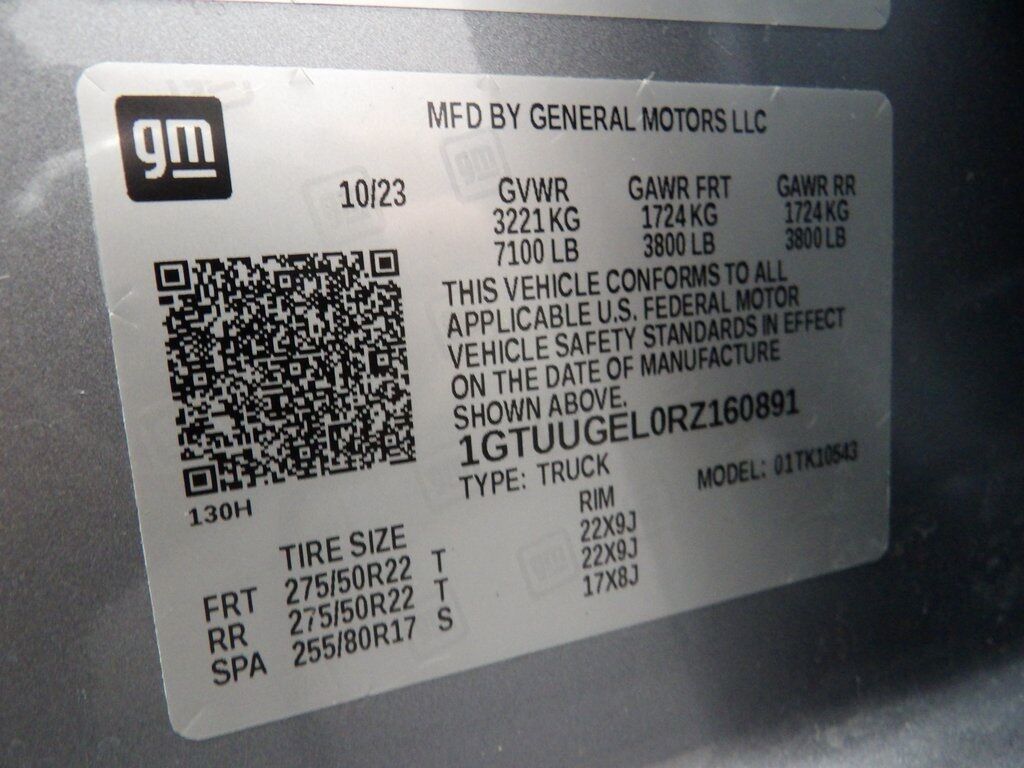 gm
MFD BY GENERAL MOTORS LLC
10/23
GVWR GAWR FRT GAWR RR
3221 KG 1724 KG 1724 KG
7100 LB 3800 LB 3800 LB
THIS VEHICLE CONFORMS TO ALL
APPLICABLE U.S. FEDERAL MOTOR
VEHICLE SAFETY STANDARDS IN EFFECT
ON THE DATE OF MANUFACTURE
SHOWN ABOVE.
1GTUUGEL0RZ160891
TYPE: TRUCK MODEL: 01TK10543
130H
TIRE SIZE RIM
FRT 275/50R22 T 22X9J
RR 275/50R22 T 22X9J
SPA 255/80R17 S 17X8J